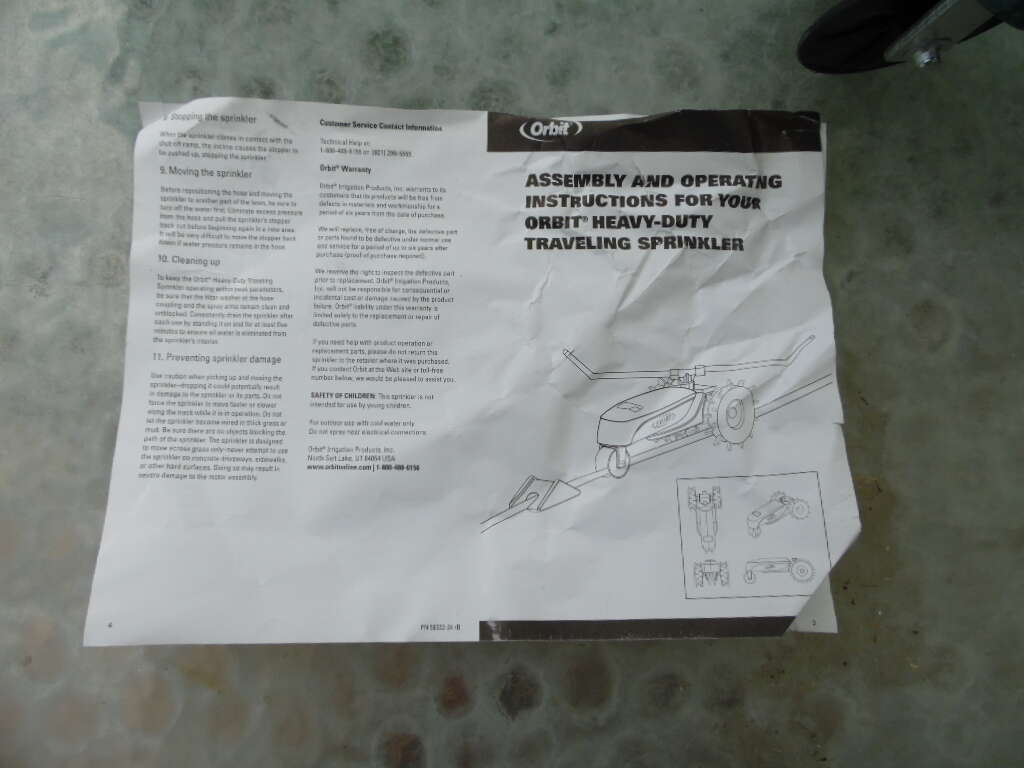 Stopping the sprinkler
When the sprinkler comes in contact with the
shut off ramp, the incline causes the stopper to
be pushed up, stopping the sprinkler.
9. Moving the sprinkler
Before repositioning the hose and moving the
sprinkler to another part of the lawn, be sure to
turn off the water first. Eliminate excess pressure
from the hose and pull the sprinkler's stopper
back out before beginning again in a new area.
It will be very difficult to move the stopper back
down if water pressure remains in the hose.
10. Cleaning up
To keep the Orbit® Heavy-Duty Traveling
Sprinkler operating within peak parameters,
be sure that the filter washer at the hose
coupling and the spray arms remain clean and
unblocked. Consistently drain the sprinkler after
each use by standing it on end for at least five
minutes to ensure all water is eliminated from
the sprinkler's interior.
11. Preventing sprinkler damage
Use caution when picking up and moving the
sprinkler—dropping it could potentially result
in damage to the sprinkler or its parts. Do not
force the sprinkler to move faster or slower
along the track while it is in operation. Do not
let the sprinkler become mired in thick grass or
mud. Be sure there are no objects blocking the
path of the sprinkler. The sprinkler is designed
to move across grass only—never attempt to use
the sprinkler on concrete driveways, sidewalks,
or other hard surfaces. Doing so may result in
severe damage to the motor assembly.
4
Customer Service Contact Information
Technical Help at:
1-800-488-6156 or (801) 299-5555
Orbit® Warranty
Orbit® Irrigation Products, Inc. warrants to its
customers that its products will be free from
defects in materials and workmanship for a
period of six years from the date of purchase.
We will replace, free of charge, the defective part
or parts found to be defective under normal use
and service for a period of up to six years after
purchase (proof of purchase required).
We reserve the right to inspect the defective part
prior to replacement. Orbit® Irrigation Products,
Inc. will not be responsible for consequential or
incidental cost or damage caused by the product
failure. Orbit® liability under this warranty is
limited solely to the replacement or repair of
defective parts.
If you need help with product operation or
replacement parts, please do not return this
sprinkler to the retailer where it was purchased.
If you contact Orbit at the Web site or toll-free
number below, we would be pleased to assist you.
SAFETY OF CHILDREN: This sprinkler is not
intended for use by young children.
For outdoor use with cold water only.
Do not spray near electrical connections.
Orbit® Irrigation Products, Inc.
North Salt Lake, UT 84054 USA
www.orbitonline.com | 1-800-488-6156
Orbit
ASSEMBLY AND OPERATNG
INSTRUCTIONS FOR YOUR
ORBIT® HEAVY-DUTY
TRAVELING SPRINKLER